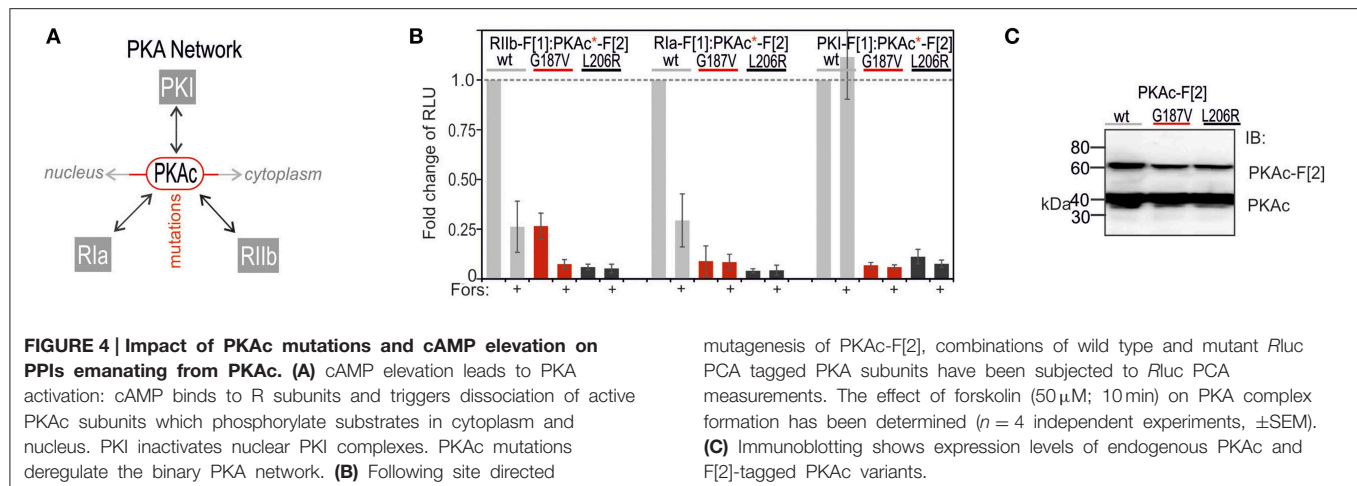 A
PKA Network
PKI
nucleus
PKAc
cytoplasm
mutations
RIa
RIIb
B
RIIb-F[1]:PKAc*-F[2]
RIa-F[1]:PKAc*-F[2]
PKI-F[1]:PKAc*-F[2]
wt G187V L206R
wt G187V L206R
wt G187V L206R
Fold change of RLU
1.0
0.75
0.50
0.25
0
Fors: + + + + + + + + +
C
PKAc-F[2]
wt G187V L206R
IB:
80
60
kDa 40
30
PKAc-F[2]
PKAc
FIGURE 4 | Impact of PKAc mutations and cAMP elevation on
PPIs emanating from PKAc. (A) cAMP elevation leads to PKA
activation: cAMP binds to R subunits and triggers dissociation of active
PKAc subunits which phosphorylate substrates in cytoplasm and
nucleus. PKI inactivates nuclear PKI complexes. PKAc mutations
deregulate the binary PKA network. (B) Following site directed
mutagenesis of PKAc-F[2], combinations of wild type and mutant Rluc
PCA tagged PKA subunits have been subjected to Rluc PCA
measurements. The effect of forskolin (50 μM; 10 min) on PKA complex
formation has been determined (n = 4 independent experiments, ±SEM).
(C) Immunoblotting shows expression levels of endogenous PKAc and
F[2]-tagged PKAc variants.